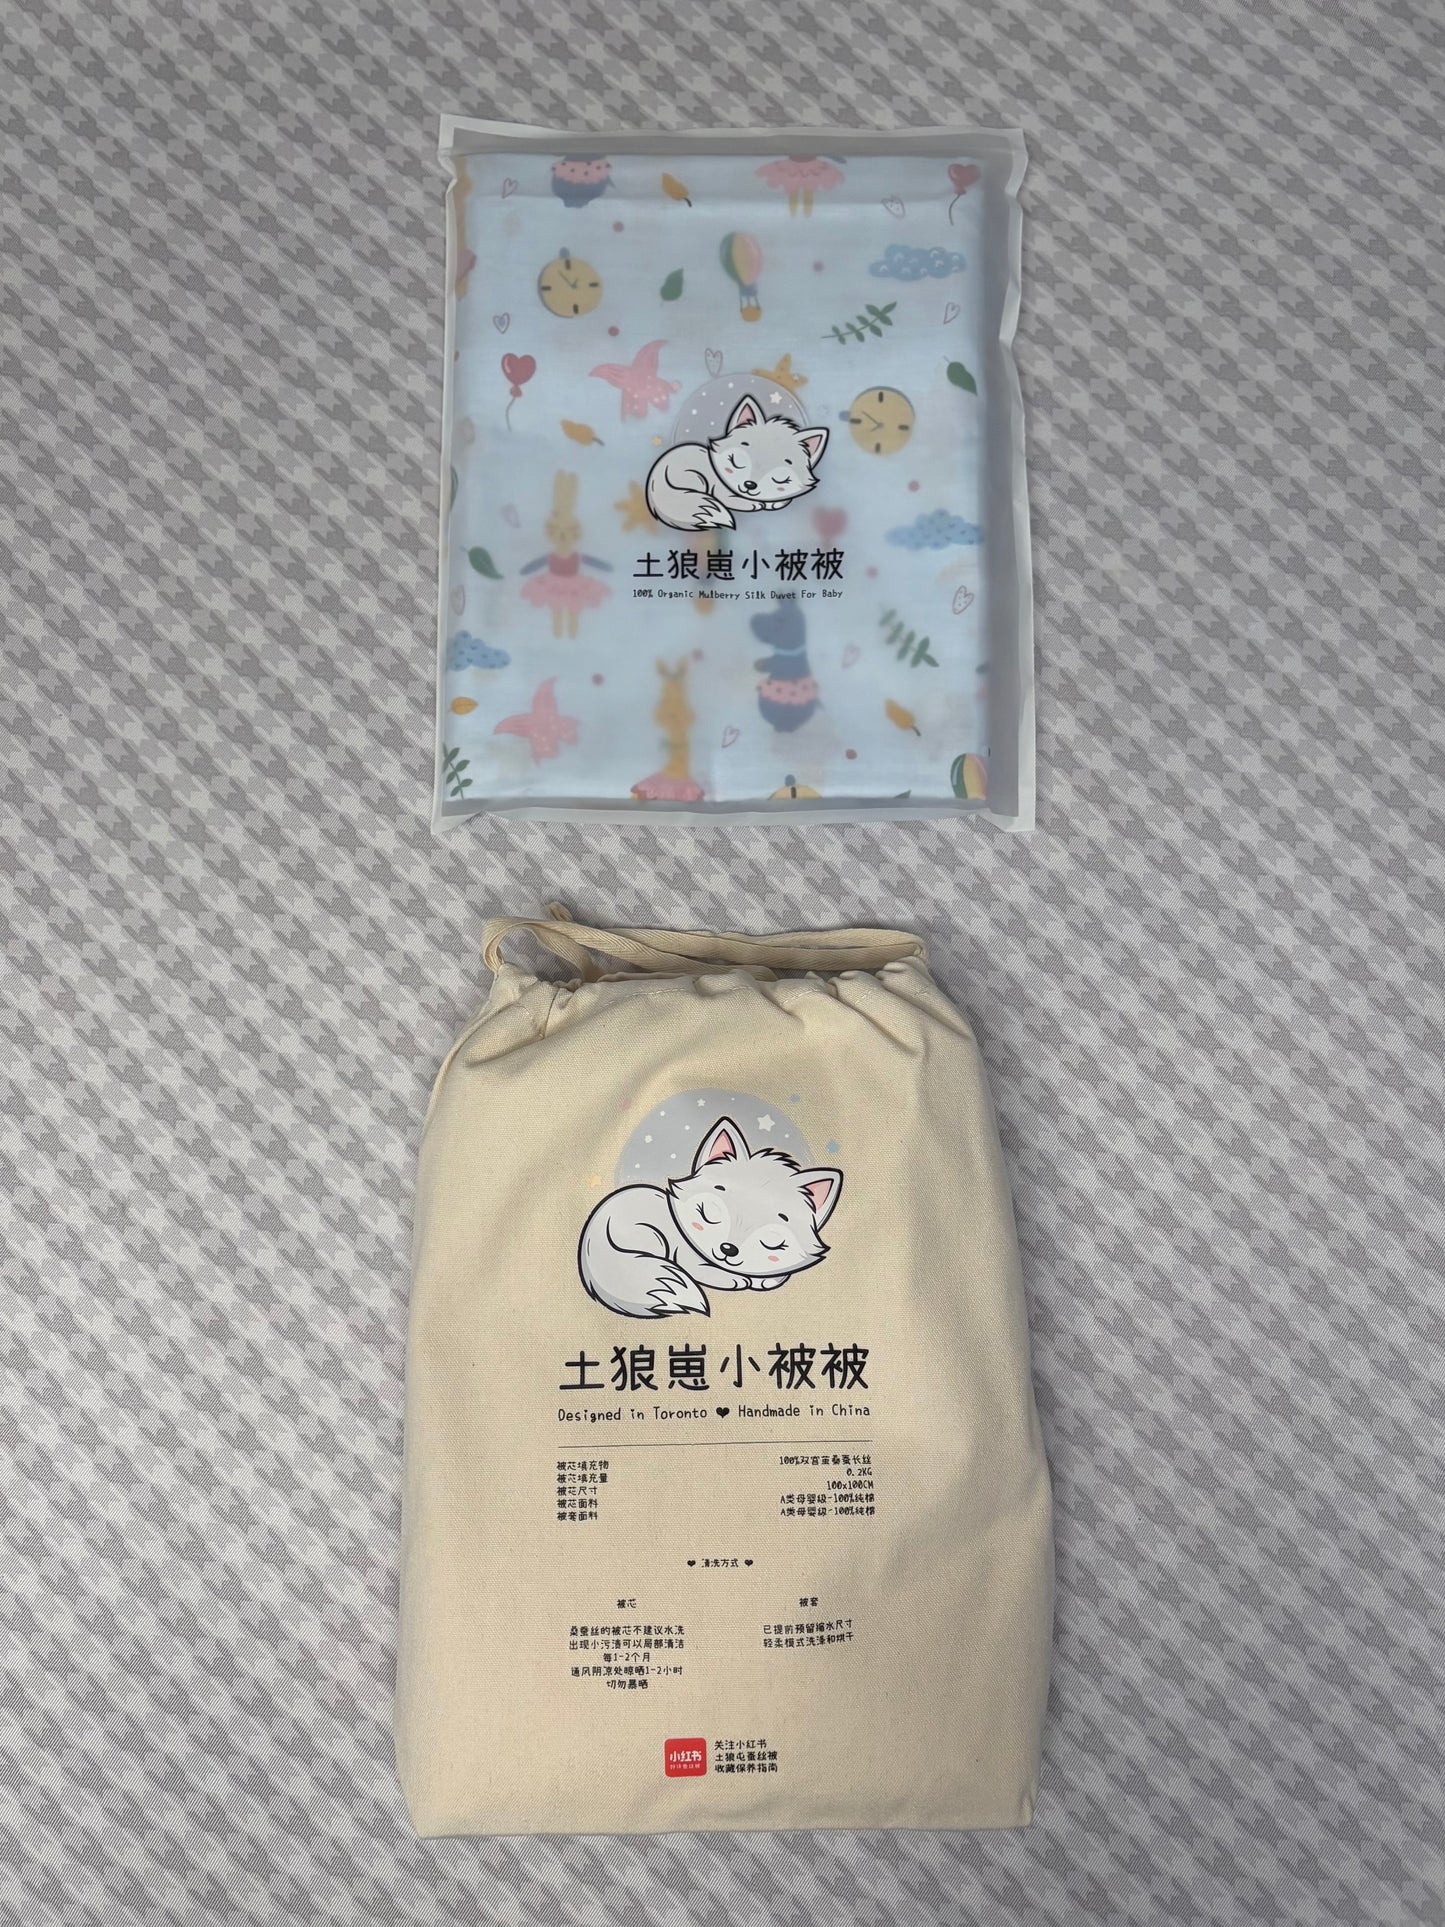 土狼崽小被被
100% Organic Mulberry Silk Duvet For Baby
土狼崽小被被
Designed in Toronto ❤ Handmade in China
被芯填充物 100%双宫茧桑蚕长丝
被芯填充量 0.2KG
被芯尺寸 100x100CM
被芯面料 A类母婴级-100%纯棉
被套面料 A类母婴级-100%纯棉
❤ 清洗方式 ❤
被芯
桑蚕丝的被芯不建议水洗
出现小污渍可以局部清洁
每1-2个月
通风阴凉处晾晒1-2小时
切勿暴晒
被套
已提前预留缩水尺寸
轻柔模式洗涤和烘干
小红书
关注小红书
土狼屯蚕丝被
收藏保养指南